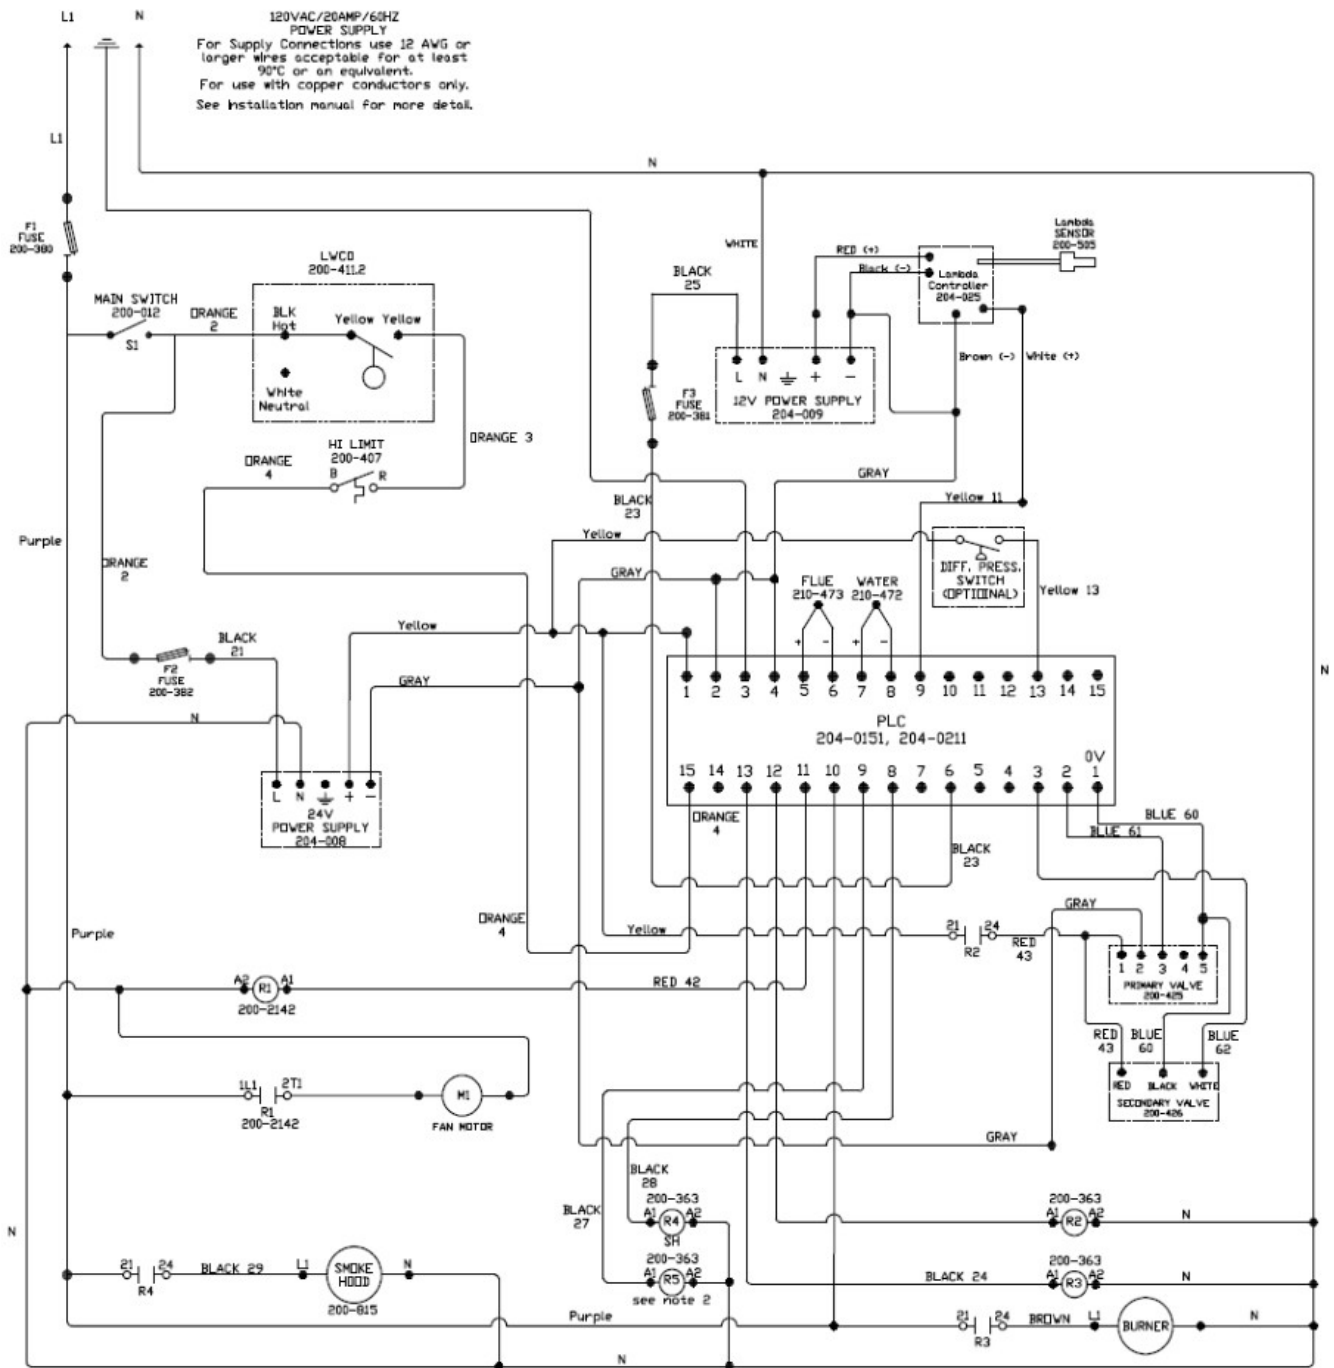 L1
N
120VAC/20AMP/60HZ
POWER SUPPLY
For Supply Connections use 12 AWG or
larger wires acceptable for at least
90°C or an equivalent.
For use with copper conductors only.
See Installation manual for more detail.
L1
N
F1
FUSE
200-380
LWCO
200-411.2
MAIN SWITCH
200-012
S1
ORANGE
2
BLK
Hot
Yellow
Yellow
White
Neutral
WHITE
BLACK
25
RED (+)
Black (-)
Lambda
SENSOR
200-505
Lambda
Controller
204-025
Brown (-)
White (+)
L N + -
12V POWER SUPPLY
204-009
F3
FUSE
200-381
ORANGE 3
HI LIMIT
200-407
B
R
ORANGE
4
GRAY
BLACK
23
Yellow 11
Purple
Yellow
ORANGE
2
GRAY
FLUE
210-473
WATER
210-472
DIFF. PRESS.
SWITCH
(OPTIONAL)
Yellow 13
+ -
+ -
Yellow
BLACK
21
F2
FUSE
200-382
GRAY
N
N
1 2 3 4 5 6 7 8 9 10 11 12 13 14 15
PLC
204-0151, 204-0211
0V
15 14 13 12 11 10 9 8 7 6 5 4 3 2 1
L N + -
24V
POWER SUPPLY
204-008
ORANGE
4
BLUE 60
BLUE 61
BLACK
23
ORANGE
4
Yellow
21
24
R2
RED
43
GRAY
Purple
1 2 3 4 5
PRIMARY VALVE
200-425
A2
R1
A1
200-2142
RED 42
RED
43
BLUE
60
BLUE
62
RED
BLACK
WHITE
SECONDARY VALVE
200-426
1L1
2T1
R1
200-2142
M1
FAN MOTOR
GRAY
BLACK
28
BLACK
27
200-363
A1
R4
A2
SH
200-363
A1
R5
A2
see note 2
200-363
A1
R2
A2
N
200-363
BLACK 24
A1
R3
A2
N
N
21
24
R4
BLACK 29
L1
SMOKE
HOOD
N
200-815
Purple
21
24
R3
BROWN
L1
BURNER
N
N